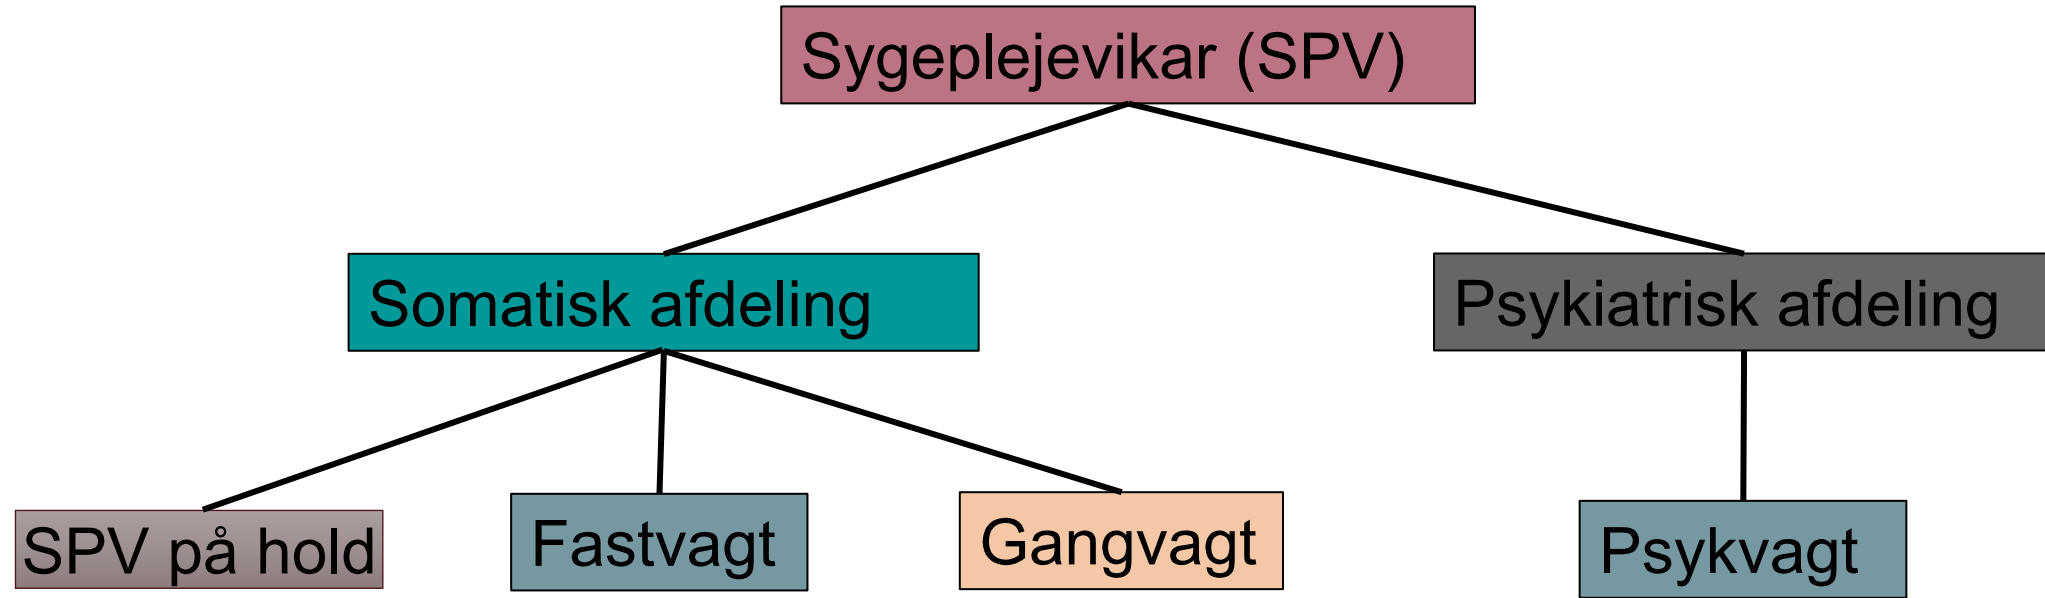 Sygeplejevikar (SPV)
Somatisk afdeling
Psykiatrisk afdeling
SPV på hold
Fastvagt
Gangvagt
Psykvagt